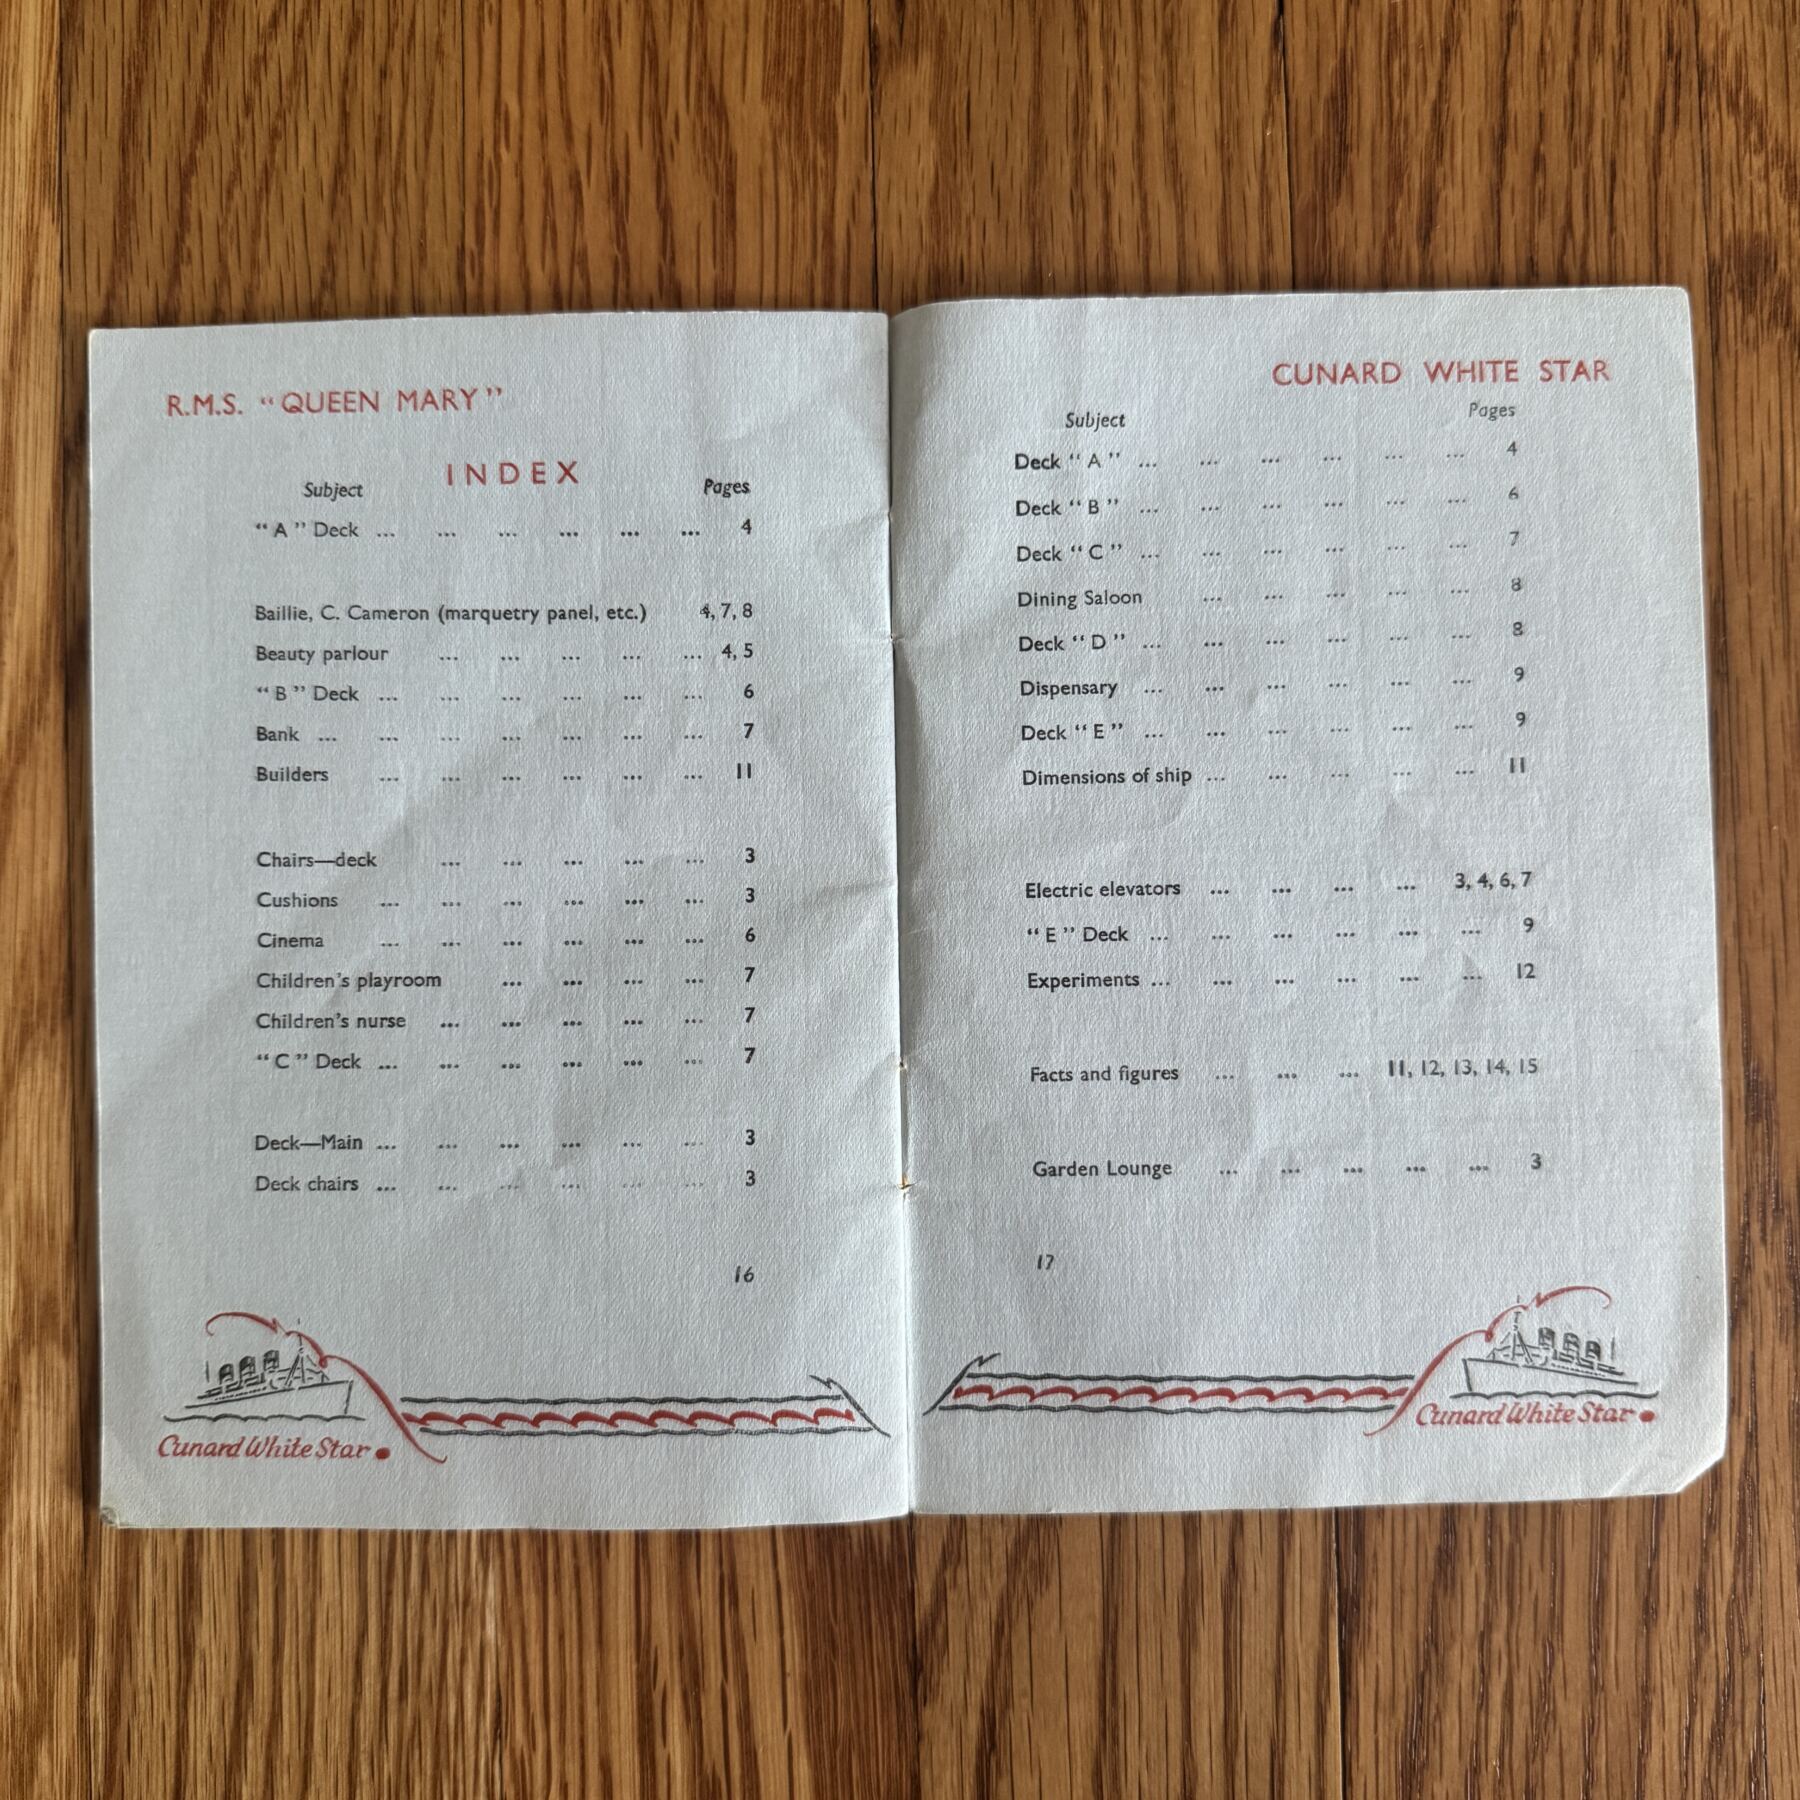 R.M.S. “QUEEN MARY”
INDEX
Subject Pages
“A” Deck ... ... ... ... ... ... 4
Baillie, C. Cameron (marquetry panel, etc.) 4, 7, 8
Beauty parlour ... ... ... ... ... 4, 5
“B” Deck ... ... ... ... ... ... 6
Bank ... ... ... ... ... ... ... 7
Builders ... ... ... ... ... ... 11
Chairs—deck ... ... ... ... ... 3
Cushions ... ... ... ... ... ... 3
Cinema ... ... ... ... ... ... 6
Children’s playroom ... ... ... ... 7
Children’s nurse ... ... ... ... ... 7
“C” Deck ... ... ... ... ... ... 7
Deck—Main ... ... ... ... ... ... 3
Deck chairs ... ... ... ... ... ... 3
16
Cunard White Star
CUNARD WHITE STAR
Subject Pages
Deck “A” ... ... ... ... ... ... 4
Deck “B” ... ... ... ... ... ... 6
Deck “C” ... ... ... ... ... ... 7
Dining Saloon ... ... ... ... ... 8
Deck “D” ... ... ... ... ... ... 8
Dispensary ... ... ... ... ... ... 9
Deck “E” ... ... ... ... ... ... 9
Dimensions of ship ... ... ... ... ... 11
Electric elevators ... ... ... ... 3, 4, 6, 7
“E” Deck ... ... ... ... ... ... 9
Experiments ... ... ... ... ... ... 12
Facts and figures ... ... ... 11, 12, 13, 14, 15
Garden Lounge ... ... ... ... ... 3
17
Cunard White Star